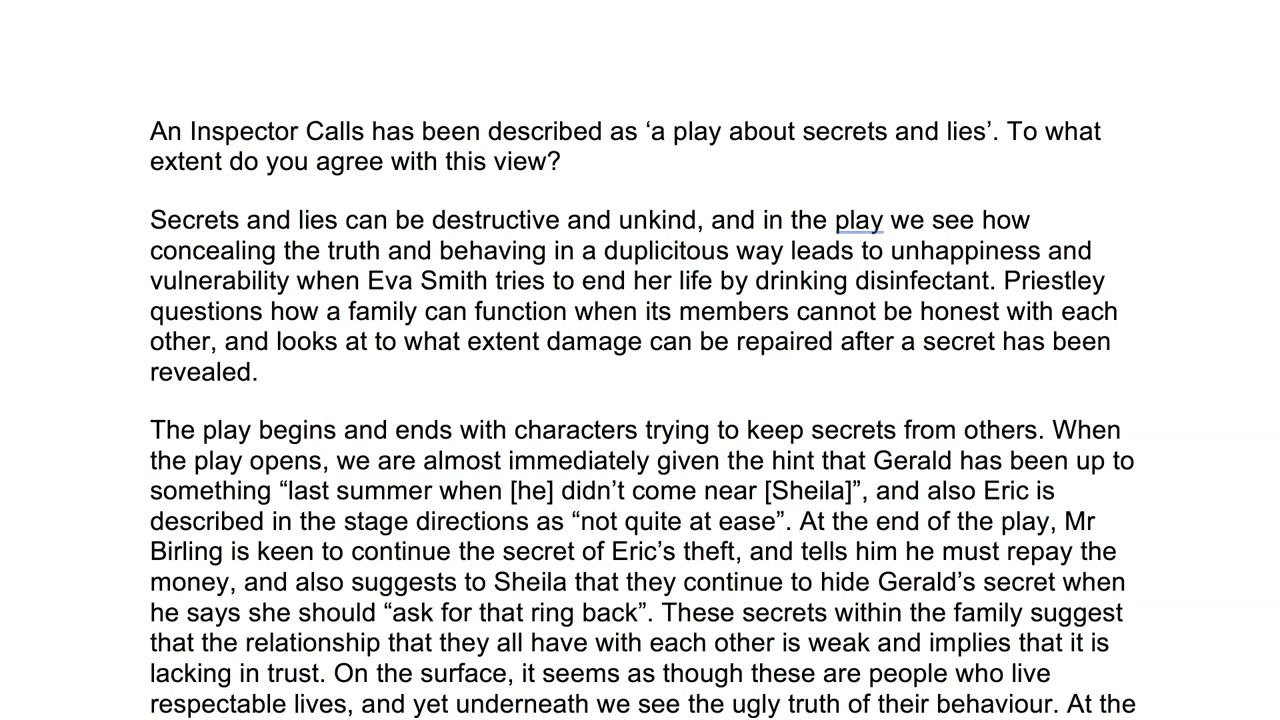 An Inspector Calls has been described as ‘a play about secrets and lies’. To what
extent do you agree with this view?
Secrets and lies can be destructive and unkind, and in the play we see how
concealing the truth and behaving in a duplicitous way leads to unhappiness and
vulnerability when Eva Smith tries to end her life by drinking disinfectant. Priestley
questions how a family can function when its members cannot be honest with each
other, and looks at to what extent damage can be repaired after a secret has been
revealed.
The play begins and ends with characters trying to keep secrets from others. When
the play opens, we are almost immediately given the hint that Gerald has been up to
something “last summer when [he] didn’t come near [Sheila]”, and also Eric is
described in the stage directions as “not quite at ease”. At the end of the play, Mr
Birling is keen to continue the secret of Eric’s theft, and tells him he must repay the
money, and also suggests to Sheila that they continue to hide Gerald’s secret when
he says she should “ask for that ring back”. These secrets within the family suggest
that the relationship that they all have with each other is weak and implies that it is
lacking in trust. On the surface, it seems as though these are people who live
respectable lives, and yet underneath we see the ugly truth of their behaviour. At the